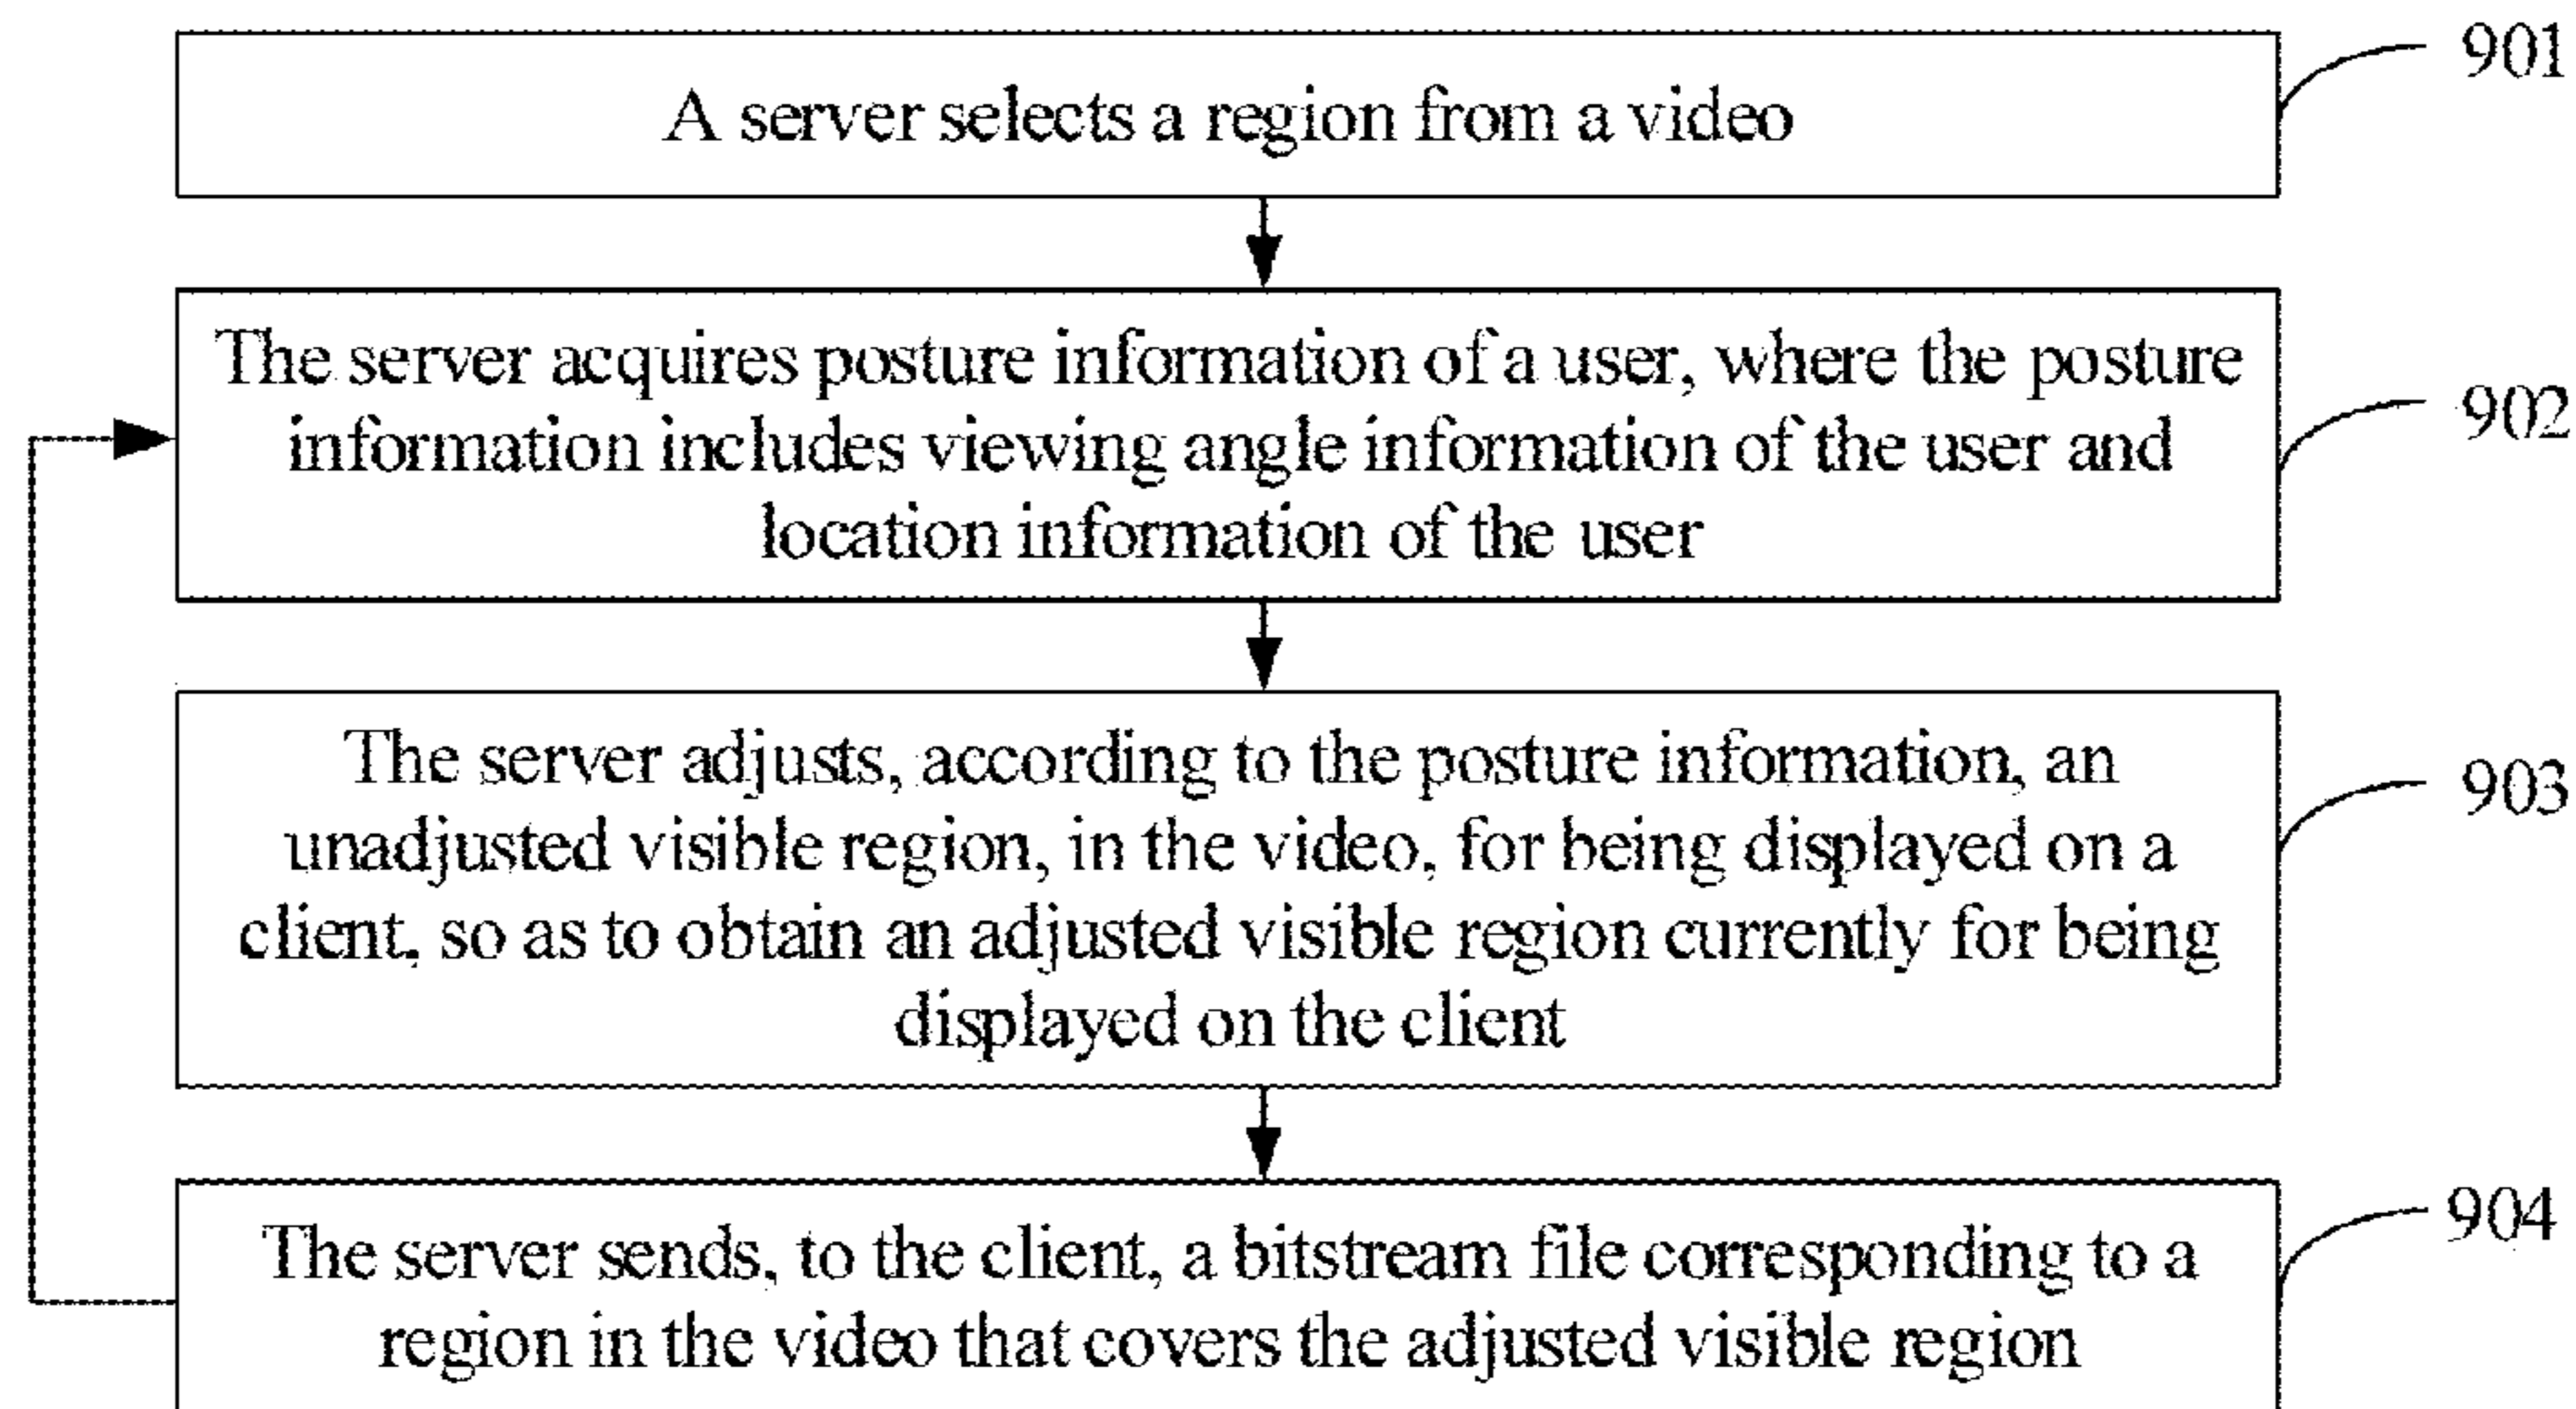 A server selects a region from a video
901
The server acquires posture information of a user, where the posture
information includes viewing angle information of the user and
location information of the user
902
The server adjusts, according to the posture information, an
unadjusted visible region, in the video, for being displayed on a
client, so as to obtain an adjusted visible region currently for being
displayed on the client
903
The server sends, to the client, a bitstream file corresponding to a
region in the video that covers the adjusted visible region
904